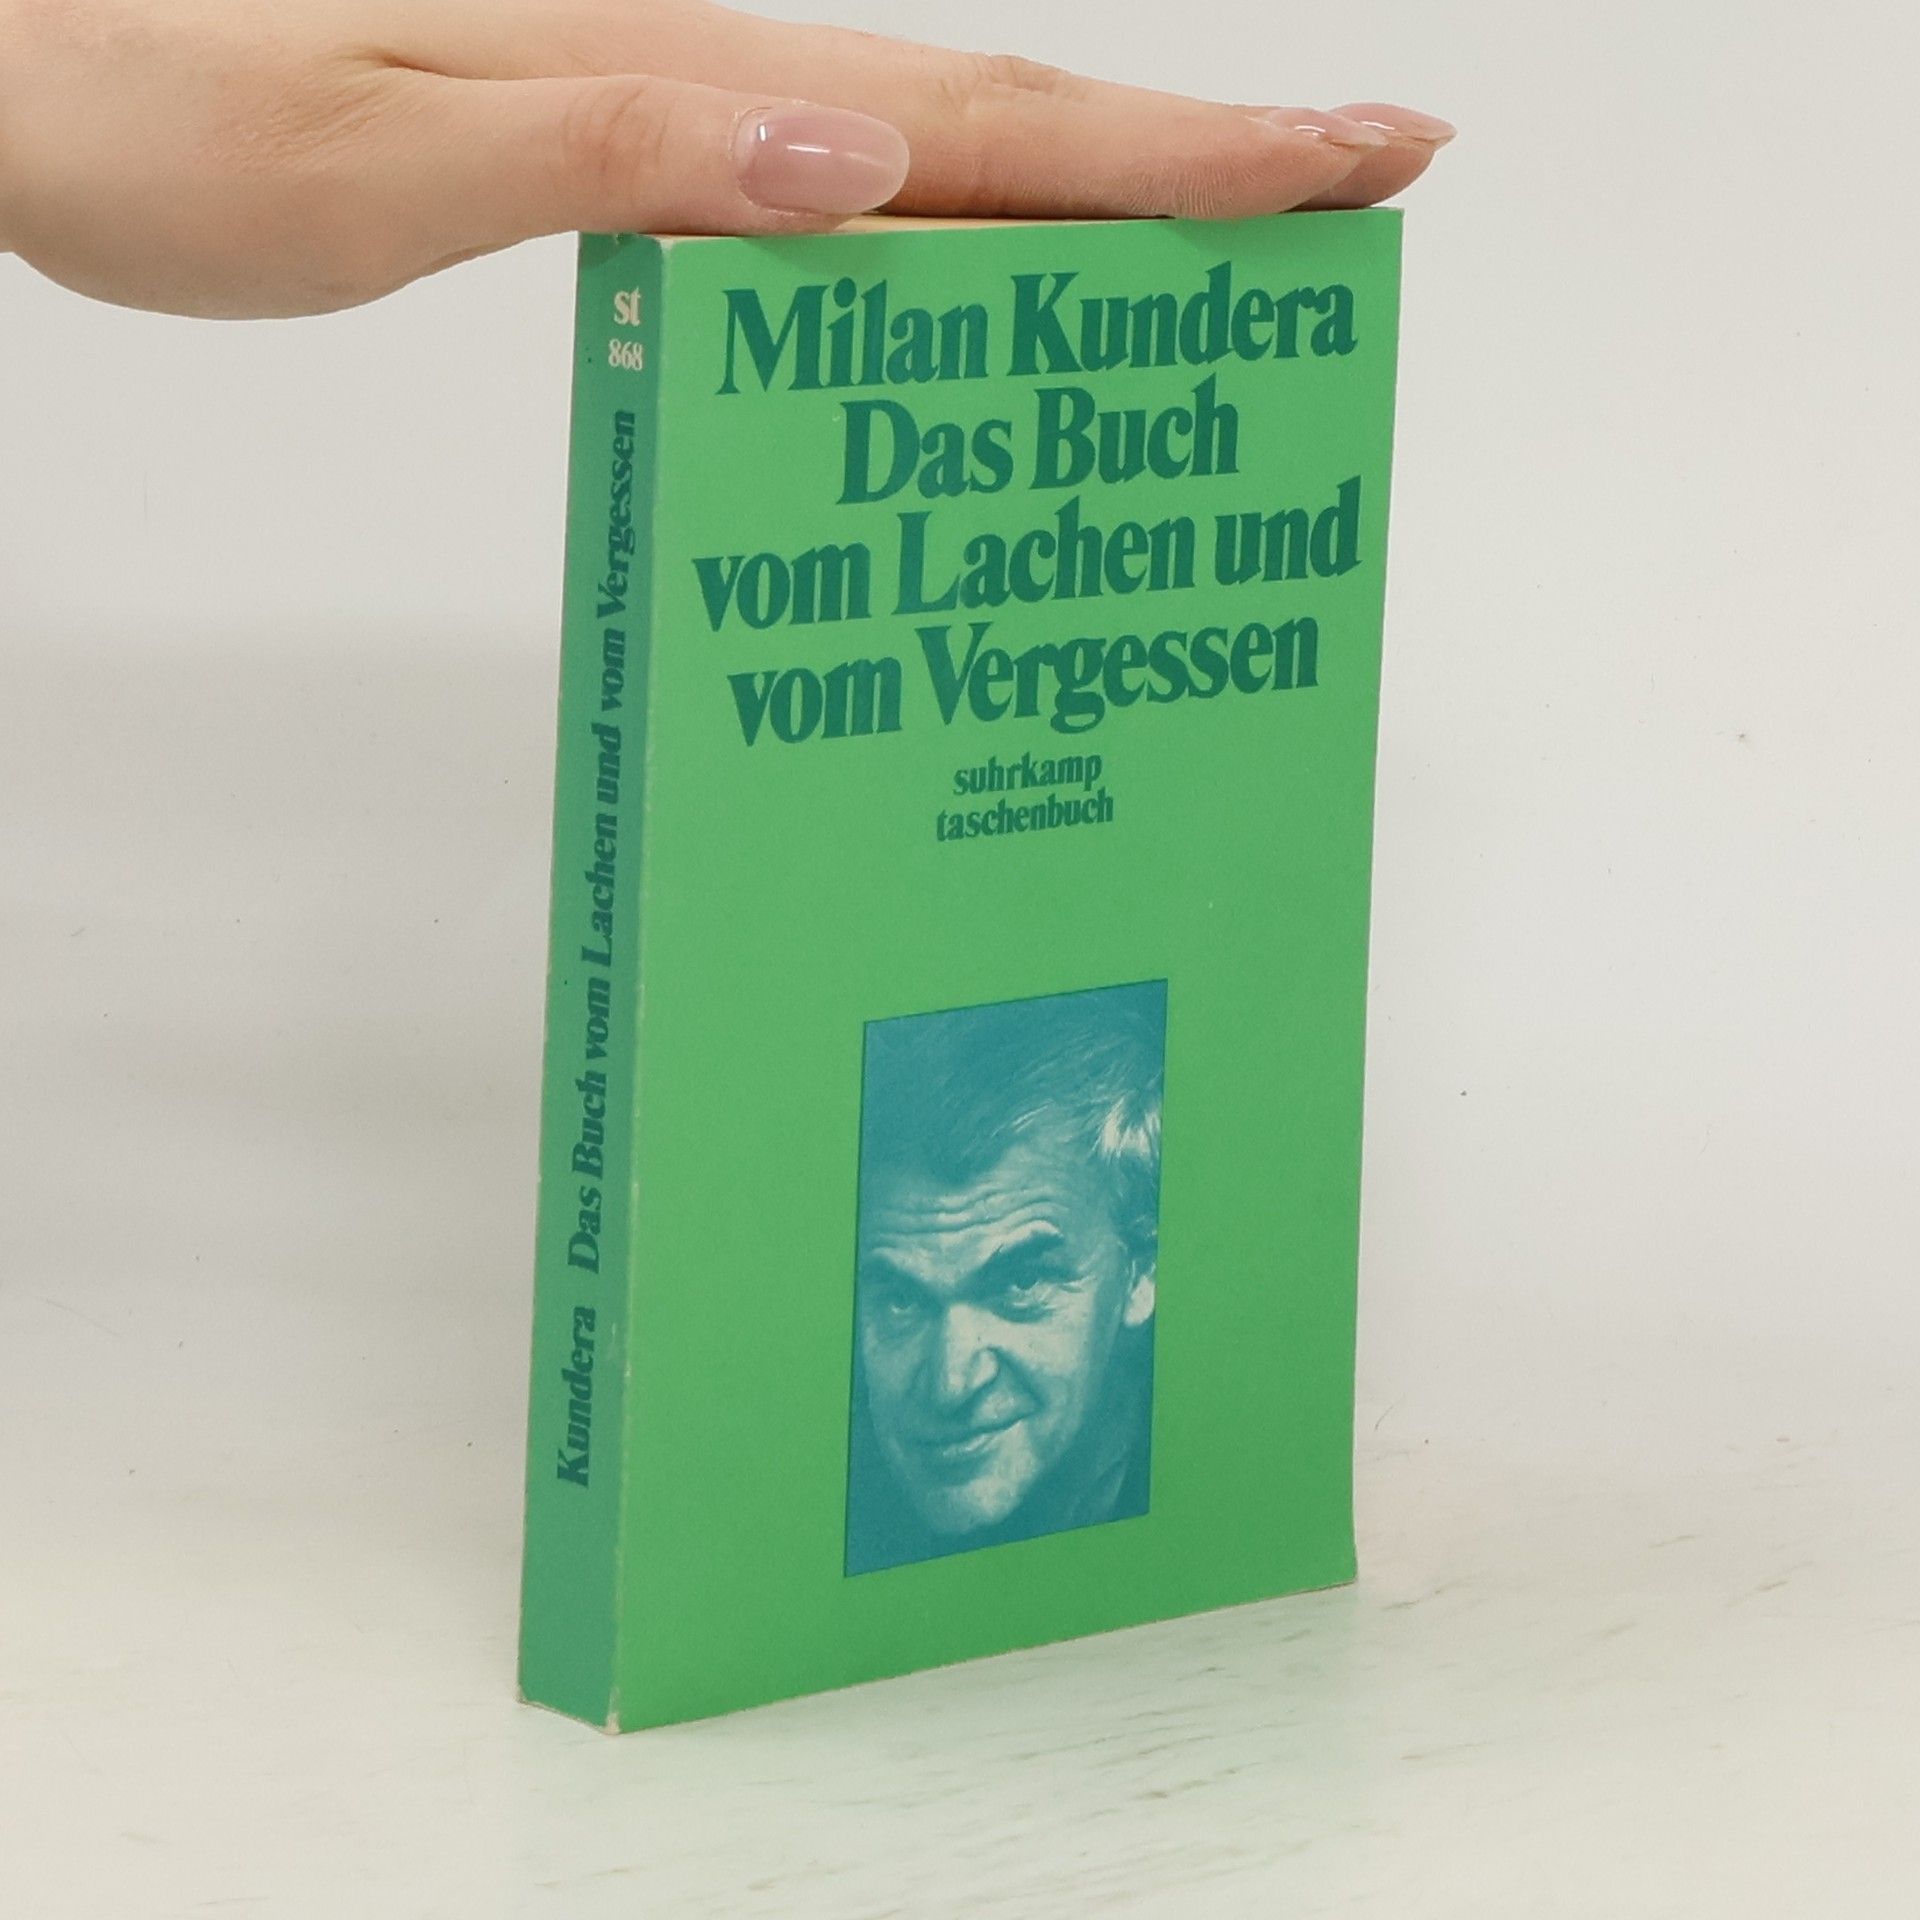 st
868
Kundera Das Buch vom Lachen und vom Vergessen
Milan Kundera
Das Buch
vom Lachen und
vom Vergessen
suhrkamp
taschenbuch